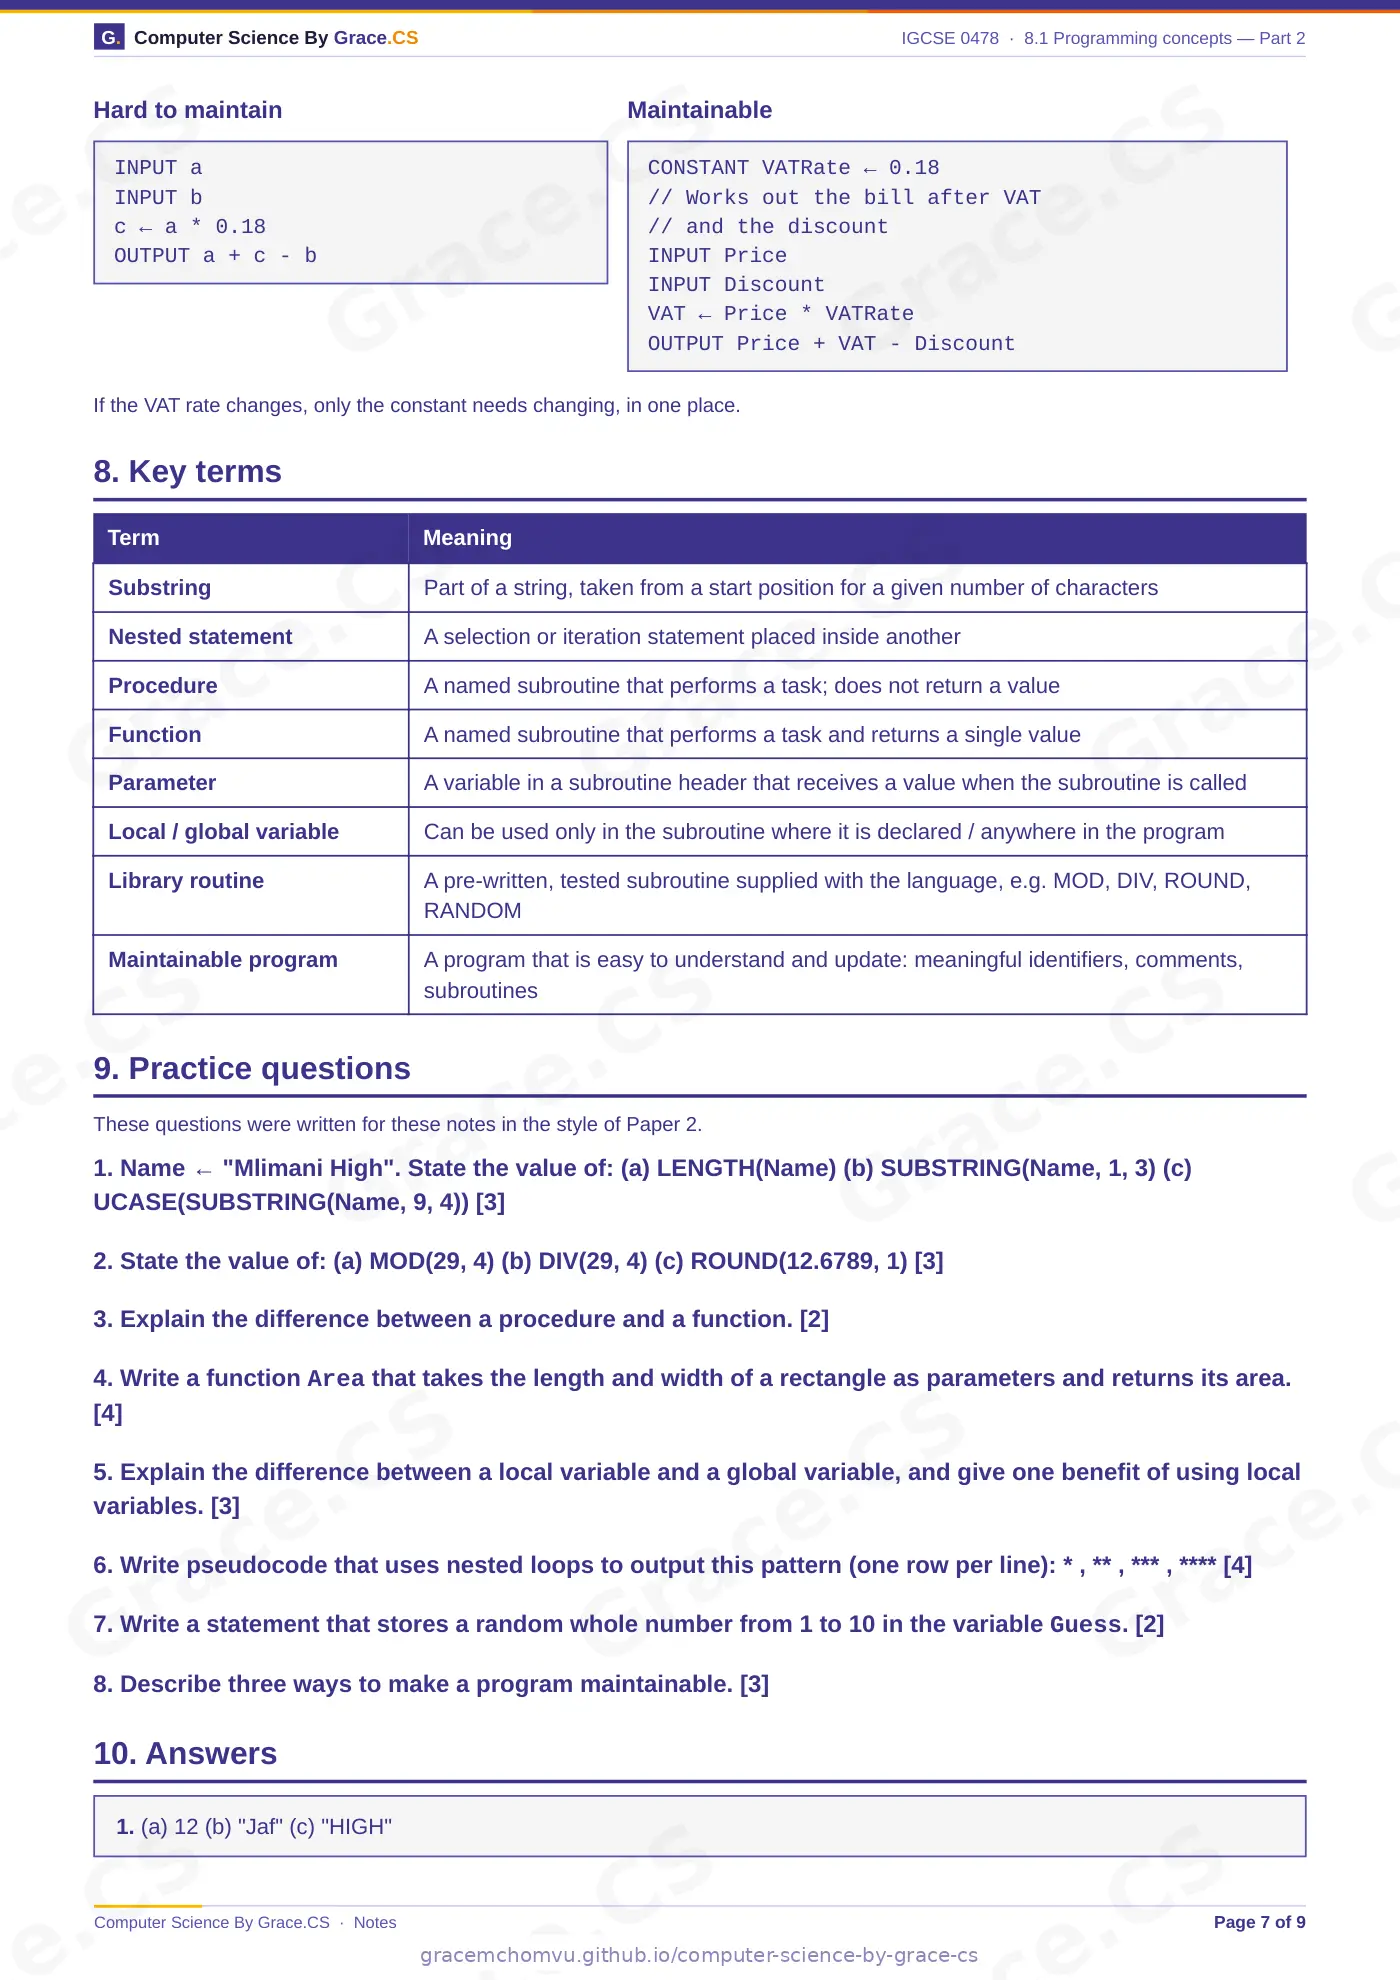 G. Computer Science By Grace.CS
IGCSE 0478 · 8.1 Programming concepts — Part 2
Hard to maintain
INPUT a
INPUT b
c ← a * 0.18
OUTPUT a + c - b
Maintainable
CONSTANT VATRate ← 0.18
// Works out the bill after VAT
// and the discount
INPUT Price
INPUT Discount
VAT ← Price * VATRate
OUTPUT Price + VAT - Discount
If the VAT rate changes, only the constant needs changing, in one place.
8. Key terms
Term Meaning
Substring Part of a string, taken from a start position for a given number of characters
Nested statement A selection or iteration statement placed inside another
Procedure A named subroutine that performs a task; does not return a value
Function A named subroutine that performs a task and returns a single value
Parameter A variable in a subroutine header that receives a value when the subroutine is called
Local / global variable Can be used only in the subroutine where it is declared / anywhere in the program
Library routine A pre-written, tested subroutine supplied with the language, e.g. MOD, DIV, ROUND,
RANDOM
Maintainable program A program that is easy to understand and update: meaningful identifiers, comments,
subroutines
9. Practice questions
These questions were written for these notes in the style of Paper 2.
1. Name ← "Mlimani High". State the value of: (a) LENGTH(Name) (b) SUBSTRING(Name, 1, 3) (c)
UCASE(SUBSTRING(Name, 9, 4)) [3]
2. State the value of: (a) MOD(29, 4) (b) DIV(29, 4) (c) ROUND(12.6789, 1) [3]
3. Explain the difference between a procedure and a function. [2]
4. Write a function Area that takes the length and width of a rectangle as parameters and returns its area.
[4]
5. Explain the difference between a local variable and a global variable, and give one benefit of using local
variables. [3]
6. Write pseudocode that uses nested loops to output this pattern (one row per line): * , ** , *** , **** [4]
7. Write a statement that stores a random whole number from 1 to 10 in the variable Guess. [2]
8. Describe three ways to make a program maintainable. [3]
10. Answers
1. (a) 12 (b) "Jaf" (c) "HIGH"
Computer Science By Grace.CS · Notes
Page 7 of 9
gracemchomvu.github.io/computer-science-by-grace-cs